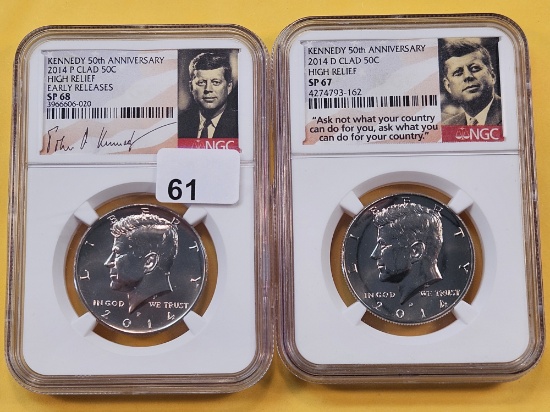 KENNEDY 50th ANNIVERSARY
2014 P CLAD 50C
HIGH RELIEF
EARLY RELEASES
SP 68
3966606-020
John Kennedy
NGC
61
LIBERTY
IN GOD WE TRUST
P
2014
KENNEDY 50th ANNIVERSARY
2014 D CLAD 50C
HIGH RELIEF
SP 67
4274793-162
"Ask not what your country
can do for you, ask what you
can do for your country."
NGC
LIBERTY
IN GOD WE TRUST
D
2014